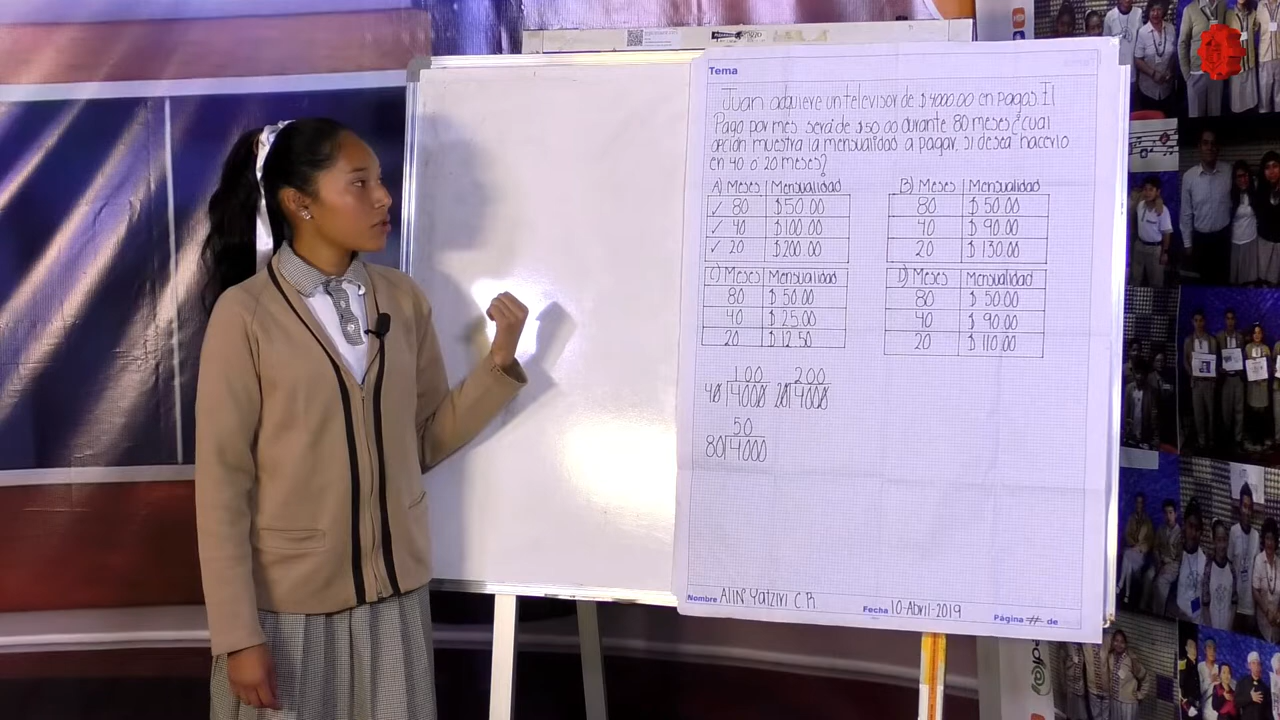 Tema
Juan adquiere un televisor de $4000.00 en pagos. El
Pago por mes será de $50.00 durante 80 meses ¿cual
opción muestra la mensualidad a pagar, si desea hacerlo
en 40 ó 20 meses?
A) Meses Mensualidad
✓ 80 $50.00
✓ 40 $100.00
✓ 20 $200.00
B) Meses Mensualidad
80 $50.00
40 $90.00
20 $130.00
C) Meses Mensualidad
80 $50.00
40 $25.00
20 $12.50
D) Meses Mensualidad
80 $50.00
40 $90.00
20 $110.00
100
40 4000
200
20 4000
50
80 4000
Nombre Alin Yatziri C.R.
Fecha 10-Abril-2019
Página # de